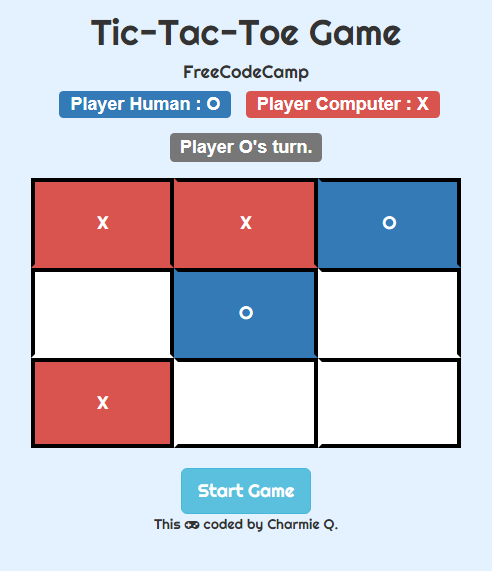 Tic-Tac-Toe Game
FreeCodeCamp
Player Human : O Player Computer : X
Player O's turn.
X X O
O
X
Start Game
This 🎮 coded by Charmie Q.